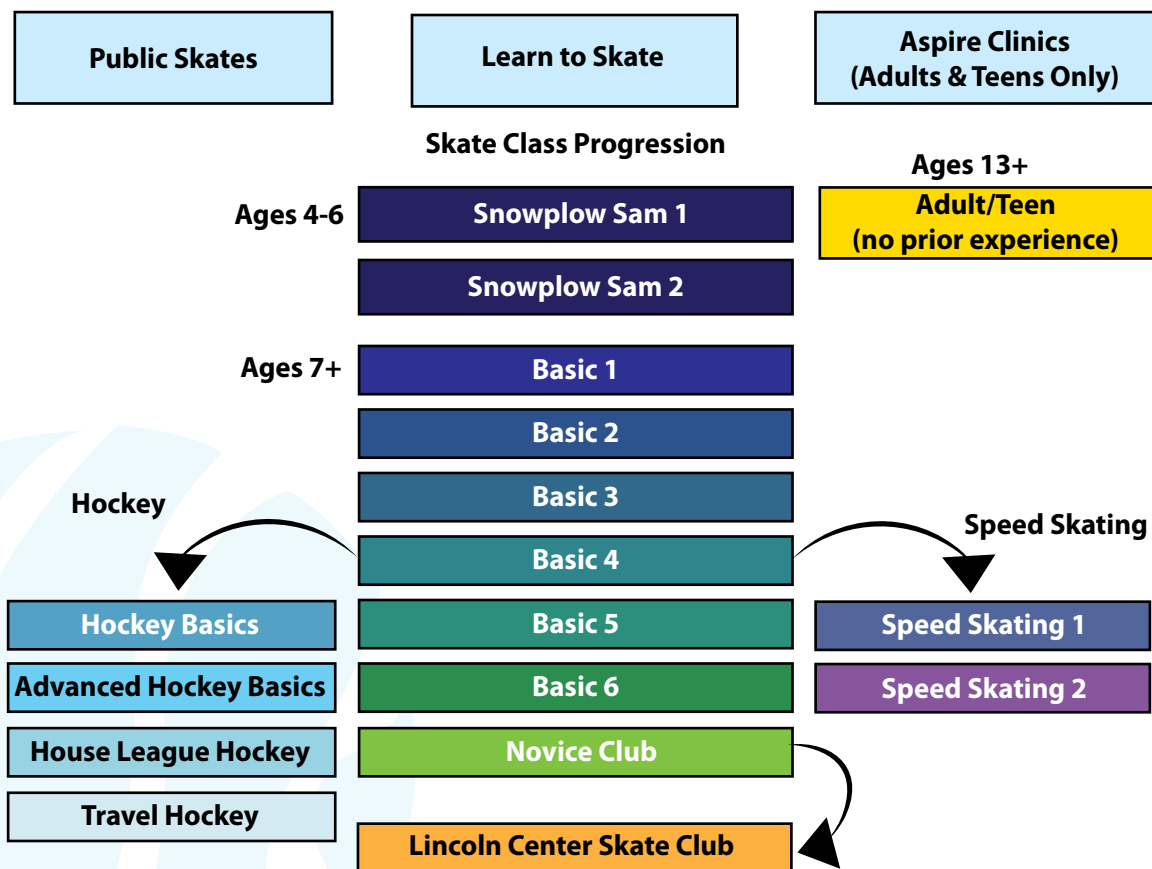 Public Skates
Learn to Skate
Aspire Clinics
(Adults & Teens Only)
Skate Class Progression
Ages 13+
Ages 4-6
Snowplow Sam 1
Adult/Teen
(no prior experience)
Snowplow Sam 2
Ages 7+
Basic 1
Basic 2
Basic 3
Hockey
Speed Skating
Basic 4
Hockey Basics
Basic 5
Speed Skating 1
Advanced Hockey Basics
Basic 6
Speed Skating 2
House League Hockey
Novice Club
Travel Hockey
Lincoln Center Skate Club